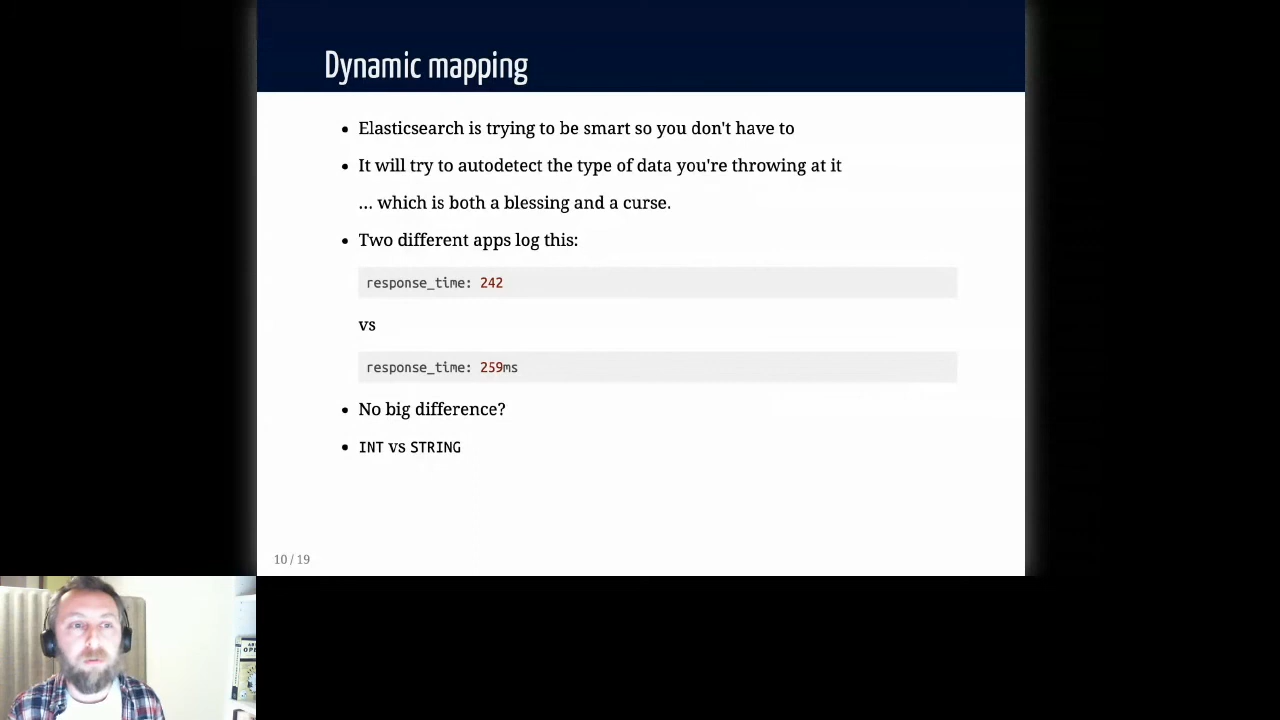 Dynamic mapping
• Elasticsearch is trying to be smart so you don't have to
• It will try to autodetect the type of data you're throwing at it
... which is both a blessing and a curse.
• Two different apps log this:
response_time: 242
vs
response_time: 259ms
• No big difference?
• INT vs STRING
10 / 19